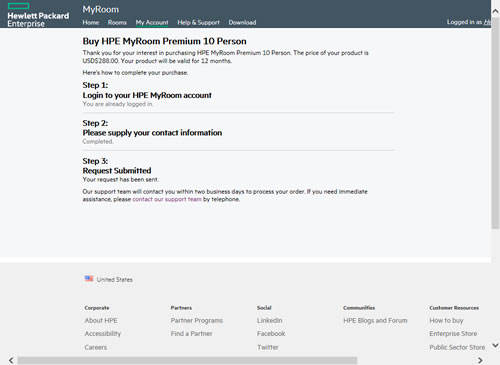 Hewlett Packard
Enterprise
MyRoom
Home Rooms My Account Help & Support Download
Logged in as
Buy HPE MyRoom Premium 10 Person
Thank you for your interest in purchasing HPE MyRoom Premium 10 Person. The price of your product is
USD$288.00. Your product will be valid for 12 months.
Here's how to complete your purchase.
Step 1:
Login to your HPE MyRoom account
You are already logged in.
Step 2:
Please supply your contact information
Completed.
Step 3:
Request Submitted
Your request has been sent.
Our support team will contact you within two business days to process your order. If you need immediate
assistance, please contact our support team by telephone.
United States
Corporate Partners Social Communities Customer Resources
About HPE Partner Programs LinkedIn HPE Blogs and Forum How to buy
Accessibility Find a Partner Facebook Enterprise Store
Careers Twitter Public Sector Store